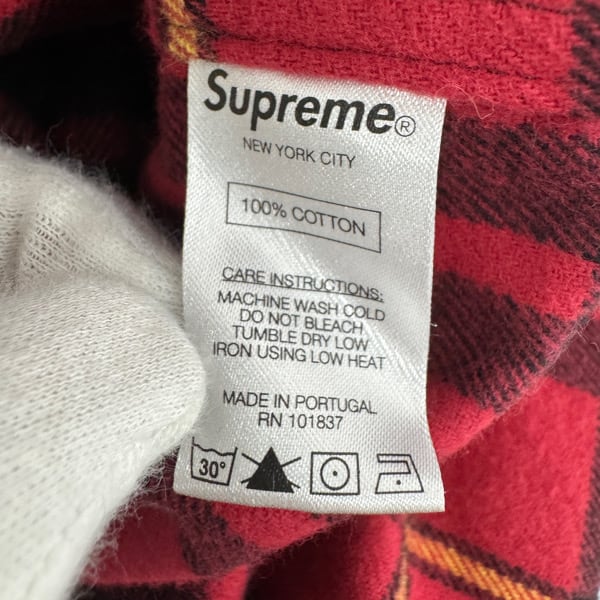 Supreme®
NEW YORK CITY
100% COTTON
CARE INSTRUCTIONS:
MACHINE WASH COLD
DO NOT BLEACH
TUMBLE DRY LOW
IRON USING LOW HEAT
MADE IN PORTUGAL
RN 101837
30°